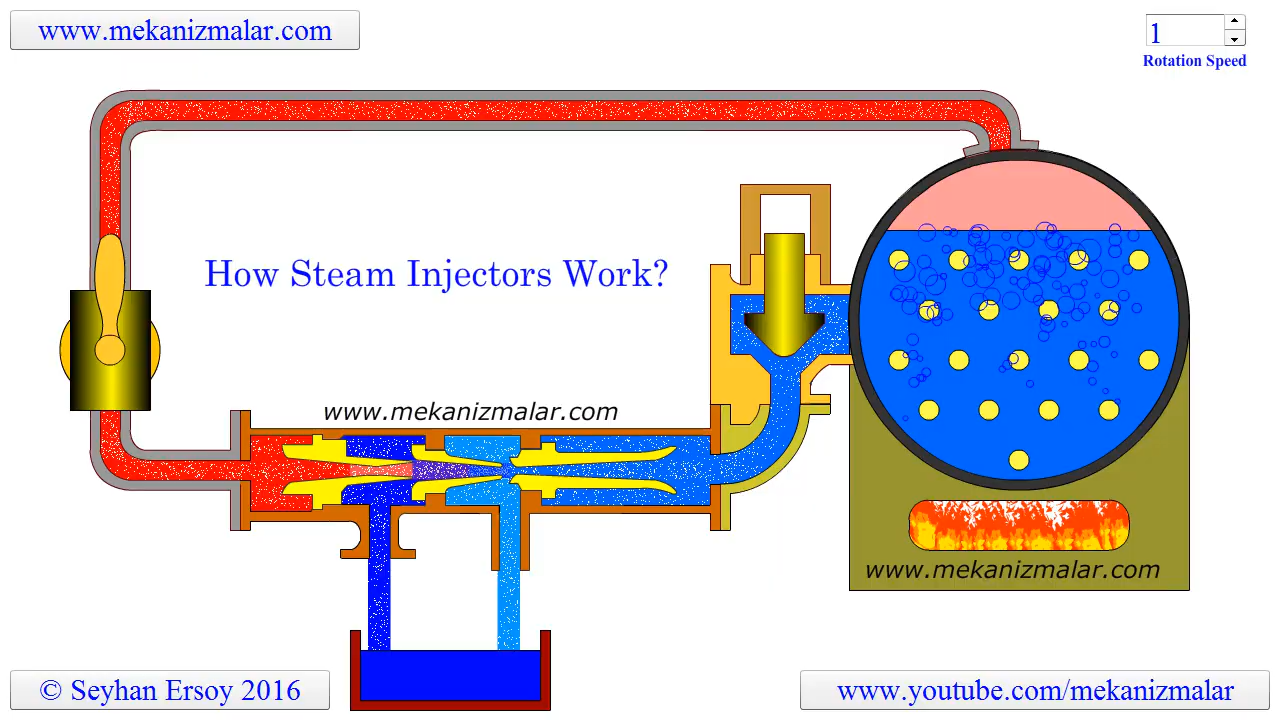 www.mekanizmalar.com
1
Rotation Speed
How Steam Injectors Work?
www.mekanizmalar.com
www.mekanizmalar.com
© Seyhan Ersoy 2016
www.youtube.com/mekanizmalar